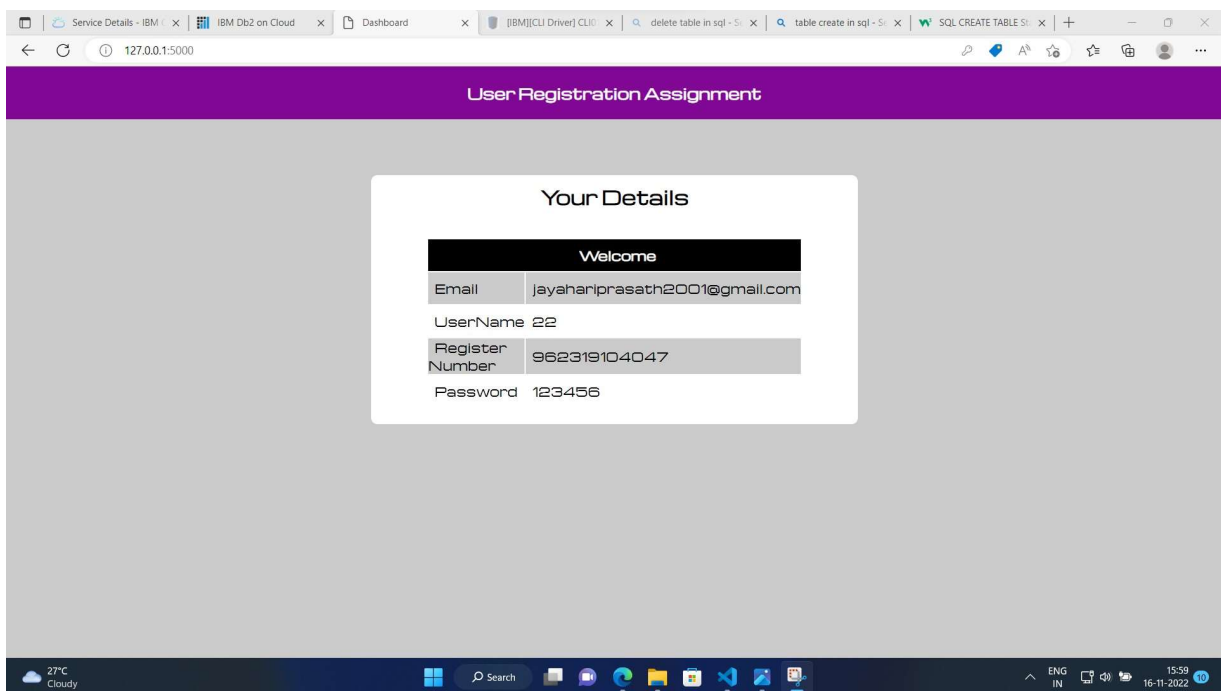 Service Details - IBM
IBM Db2 on Cloud
Dashboard
[IBM][CLI Driver] CLI0
delete table in sql - Se
table create in sql - Se
SQL CREATE TABLE St
127.0.0.1:5000
User Registration Assignment
Your Details
Welcome
Email jayahariprasath2001@gmail.com
UserName 22
Register
Number 962319104047
Password 123456
27°C
Cloudy
Search
ENG
IN
15:59
16-11-2022
10